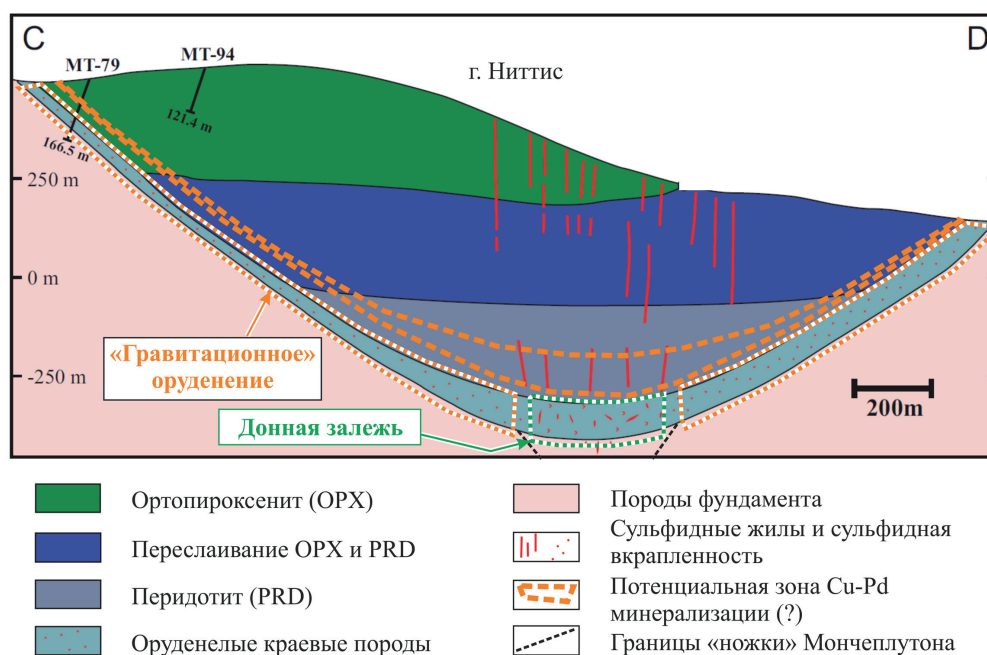 C
D
МТ-79
МТ-94
г. Ниттис
121.4 m
166.5 m
250 m
0 m
-250 m
«Гравитационное»
оруденение
Донная залежь
200m
Ортопироксенит (OPX)
Переслаивание OPX и PRD
Перидотит (PRD)
Оруденелые краевые породы
Породы фундамента
Сульфидные жилы и сульфидная
вкрапленность
Потенциальная зона Cu-Pd
минерализации (?)
Границы «ножки» Мончеплутона